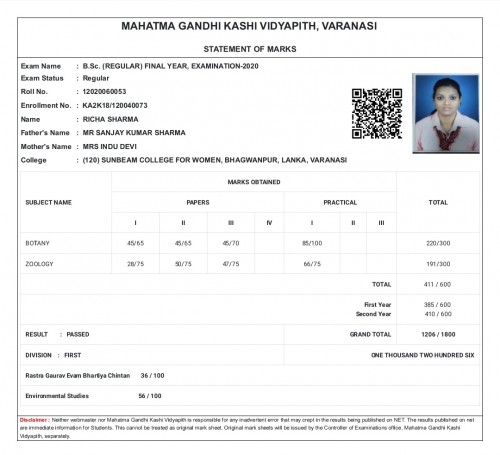 MAHATMA GANDHI KASHI VIDYAPITH, VARANASI
STATEMENT OF MARKS
Exam Name : B.Sc. (REGULAR) FINAL YEAR, EXAMINATION-2020
Exam Status : Regular
Roll No. : 12020060053
Enrollment No. : KA2K18/120040073
Name : RICHA SHARMA
Father's Name : MR SANJAY KUMAR SHARMA
Mother's Name : MRS INDU DEVI
College : (120) SUNBEAM COLLEGE FOR WOMEN, BHAGWANPUR, LANKA, VARANASI
MARKS OBTAINED
SUBJECT NAME PAPERS PRACTICAL TOTAL
I II III IV I II III
BOTANY 45/65 45/65 45/70 85/100 220/300
ZOOLOGY 28/75 50/75 47/75 66/75 191/300
TOTAL 411 / 600
First Year 385 / 600
Second Year 410 / 600
RESULT : PASSED GRAND TOTAL 1206 / 1800
DIVISION : FIRST ONE THOUSAND TWO HUNDRED SIX
Rastra Gaurav Evam Bhartiya Chintan 36 / 100
Environmental Studies 56 / 100
Disclaimer : Neither webmaster nor Mahatma Gandhi Kashi Vidyapith is responsible for any inadvertent error that may crept in the results being published on NET. The results published on net
are immediate information for Students. This cannot be treated as original mark sheet. Original mark sheets will be issued by the Controller of Examinations office, Mahatma Gandhi Kashi
Vidyapith, separately.